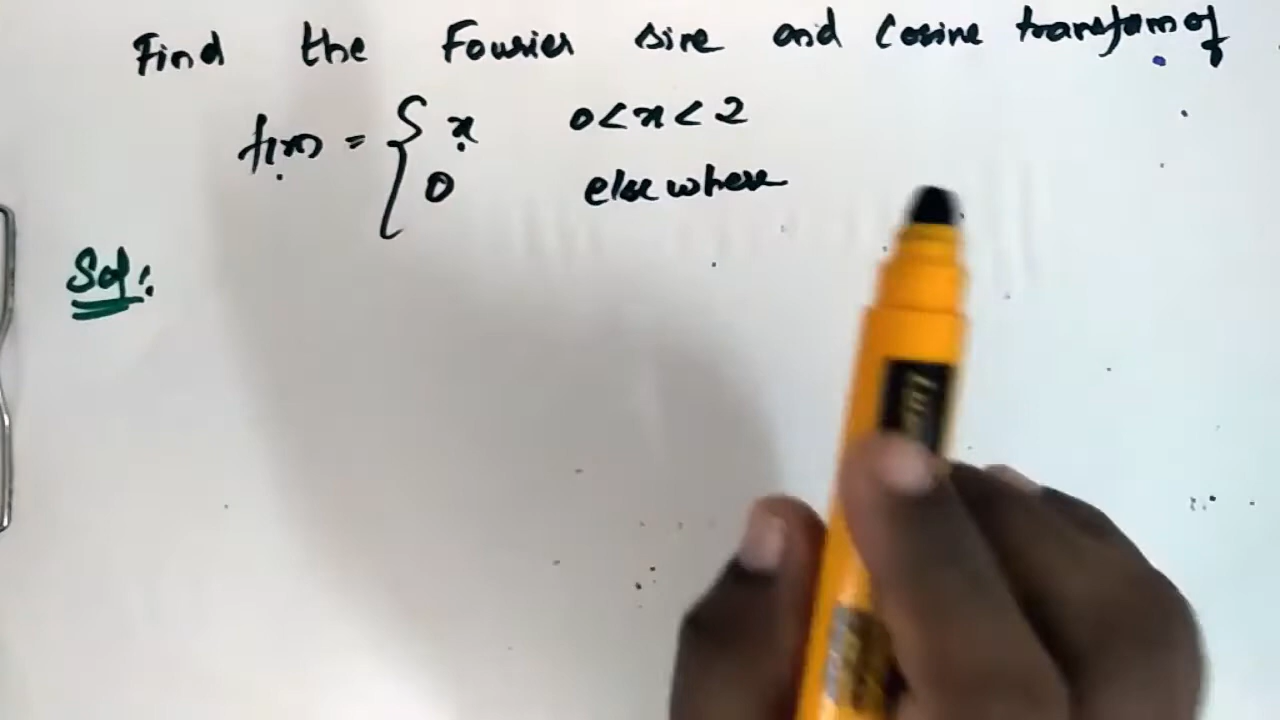 Find the Fourier sine and Cosine transform of
f(x) = { x 0<x<2
0 elsewhere
Sol: